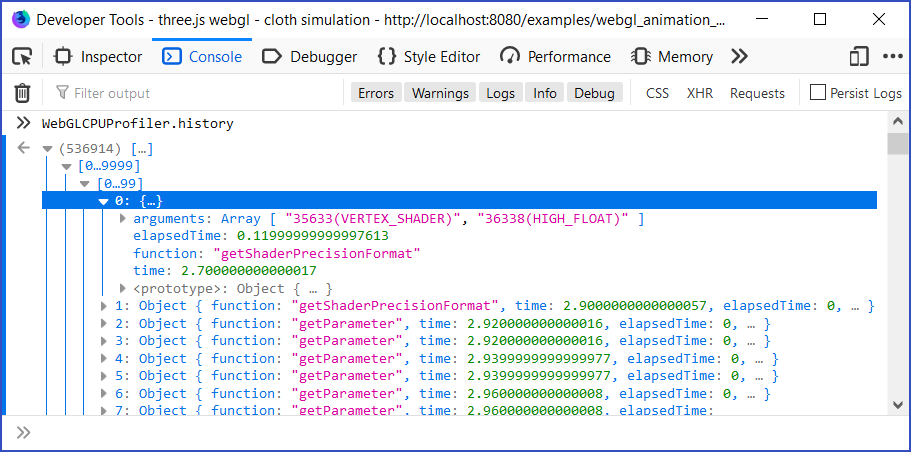 Developer Tools - three.js webgl - cloth simulation - http://localhost:8080/examples/webgl_animation_...
Inspector Console Debugger {} Style Editor Performance Memory
Filter output Errors Warnings Logs Info Debug CSS XHR Requests Persist Logs
WebGLCPUProfiler.history
(536914) […]
[0…9999]
[0…99]
0: {…}
arguments: Array [ "35633(VERTEX_SHADER)", "36338(HIGH_FLOAT)" ]
elapsedTime: 0.11999999999997613
function: "getShaderPrecisionFormat"
time: 2.700000000000017
<prototype>: Object { … }
1: Object { function: "getShaderPrecisionFormat", time: 2.9000000000000057, elapsedTime: 0, … }
2: Object { function: "getParameter", time: 2.920000000000016, elapsedTime: 0, … }
3: Object { function: "getParameter", time: 2.920000000000016, elapsedTime: 0, … }
4: Object { function: "getParameter", time: 2.9399999999999977, elapsedTime: 0, … }
5: Object { function: "getParameter", time: 2.9399999999999977, elapsedTime: 0, … }
6: Object { function: "getParameter", time: 2.960000000000008, elapsedTime: 0, … }
7: Object { function: "getParameter", time: 2.960000000000008, elapsedTime: